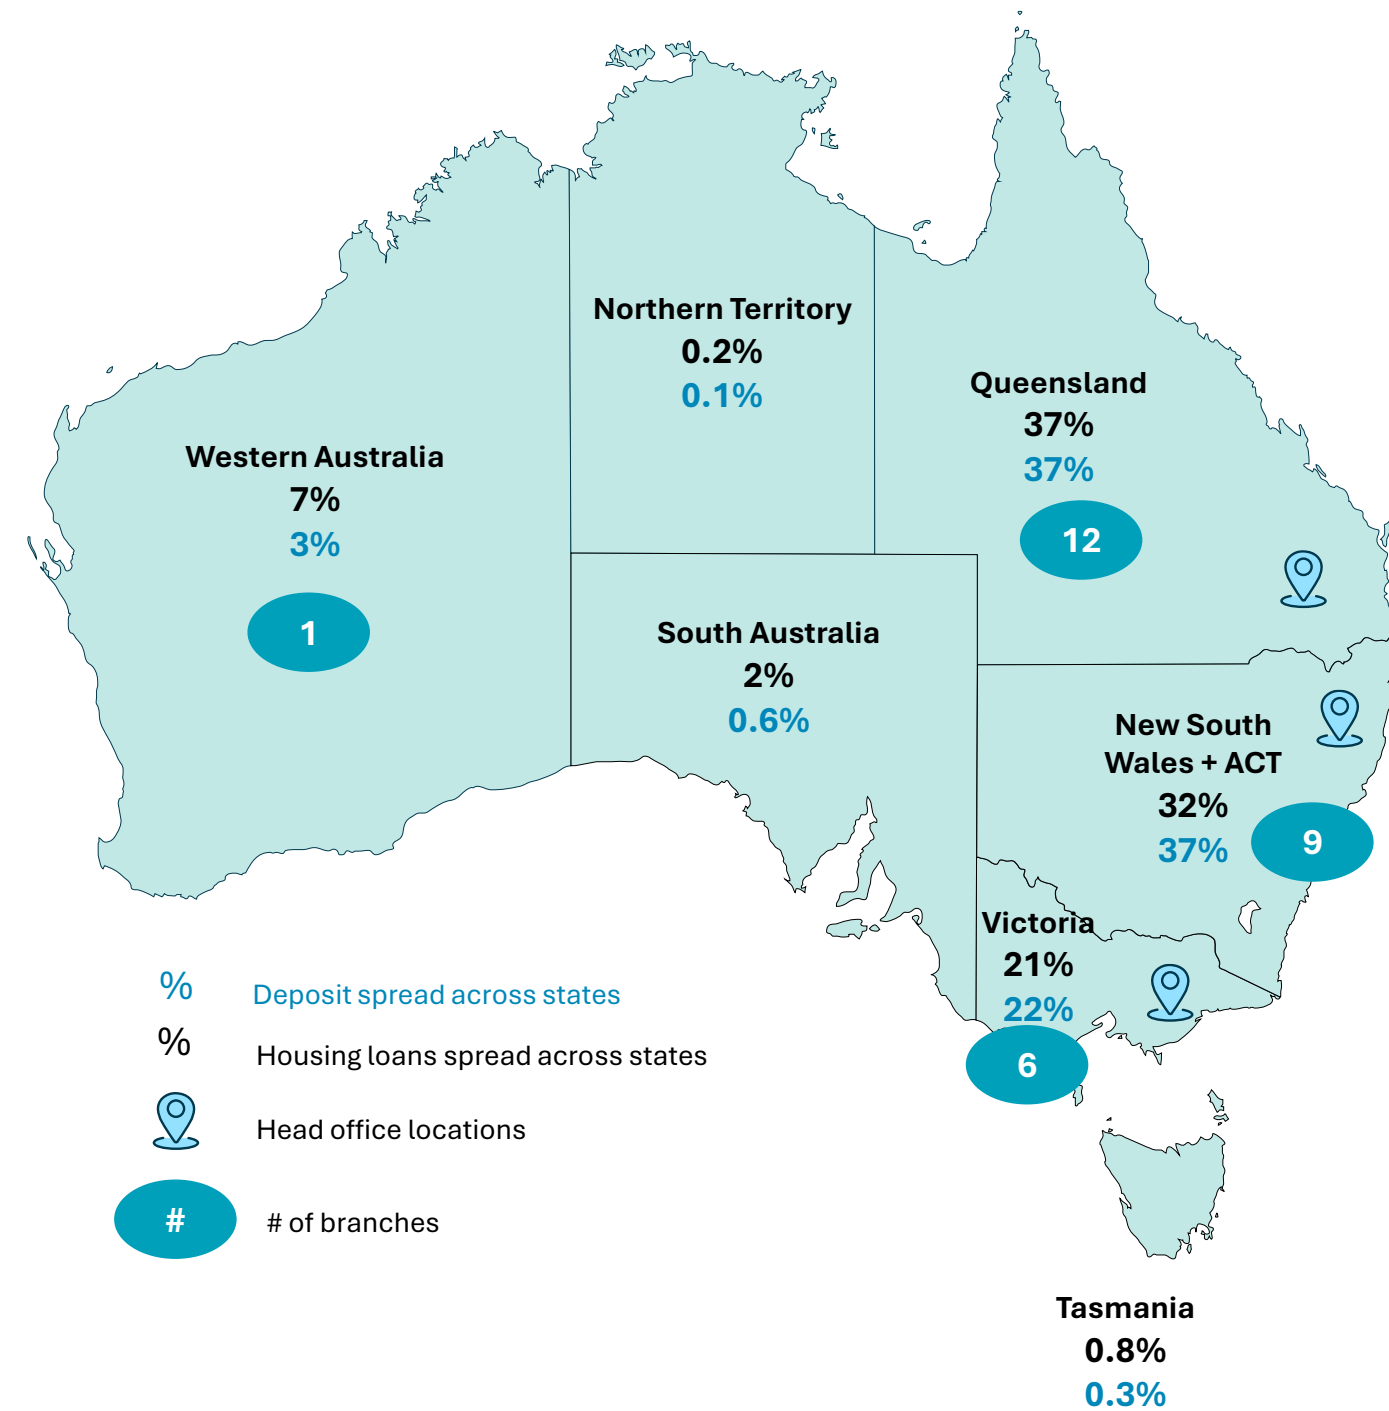 Northern Territory
0.2%
0.1%
Queensland
37%
37%
12
Western Australia
7%
3%
1
South Australia
2%
0.6%
New South
Wales + ACT
32%
37%
9
Victoria
21%
22%
6
% Deposit spread across states
% Housing loans spread across states
Head office locations
# # of branches
Tasmania
0.8%
0.3%